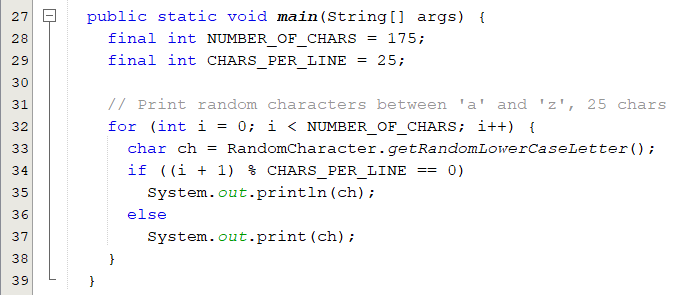 27 public static void main(String[] args) {
28 final int NUMBER_OF_CHARS = 175;
29 final int CHARS_PER_LINE = 25;
30
31 // Print random characters between 'a' and 'z', 25 chars
32 for (int i = 0; i < NUMBER_OF_CHARS; i++) {
33 char ch = RandomCharacter.getRandomLowerCaseLetter();
34 if ((i + 1) % CHARS_PER_LINE == 0)
35 System.out.println(ch);
36 else
37 System.out.print(ch);
38 }
39 }